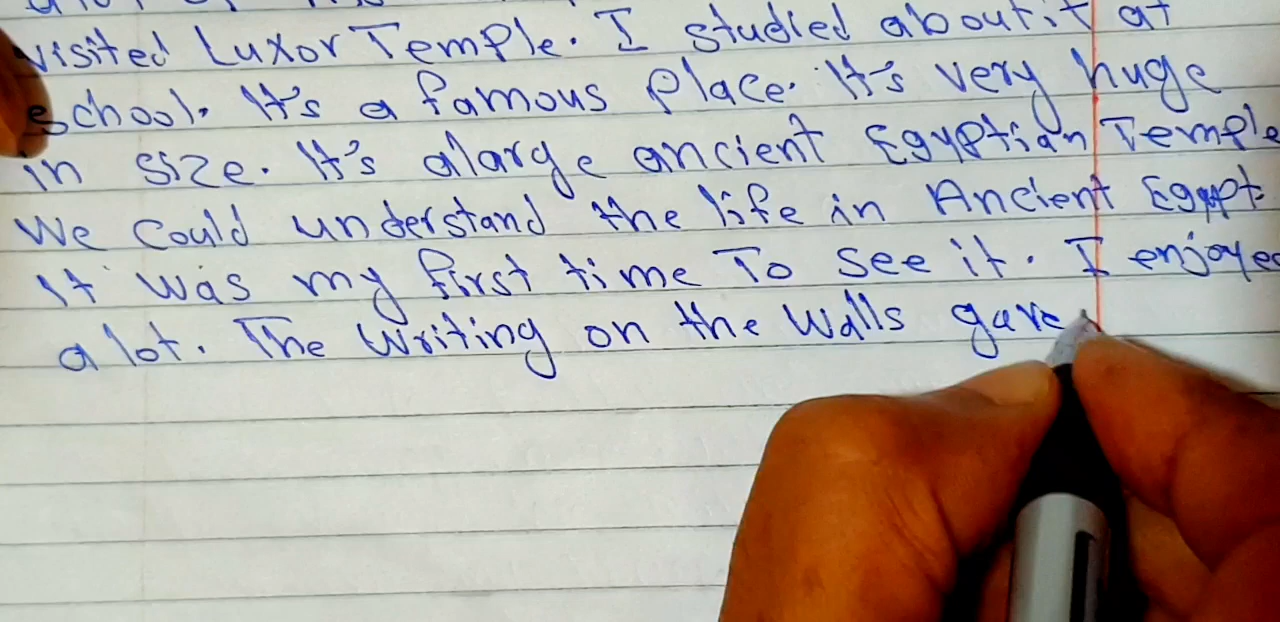 visited Luxor Temple. I studied about it at
school. It's a famous Place. It's very huge
in size. It's alarge ancient Egyptian Temple
We Could understand the life in Ancient Egypt.
It was my first time To see it. I enjoyed
a lot. The Writing on the Walls gave